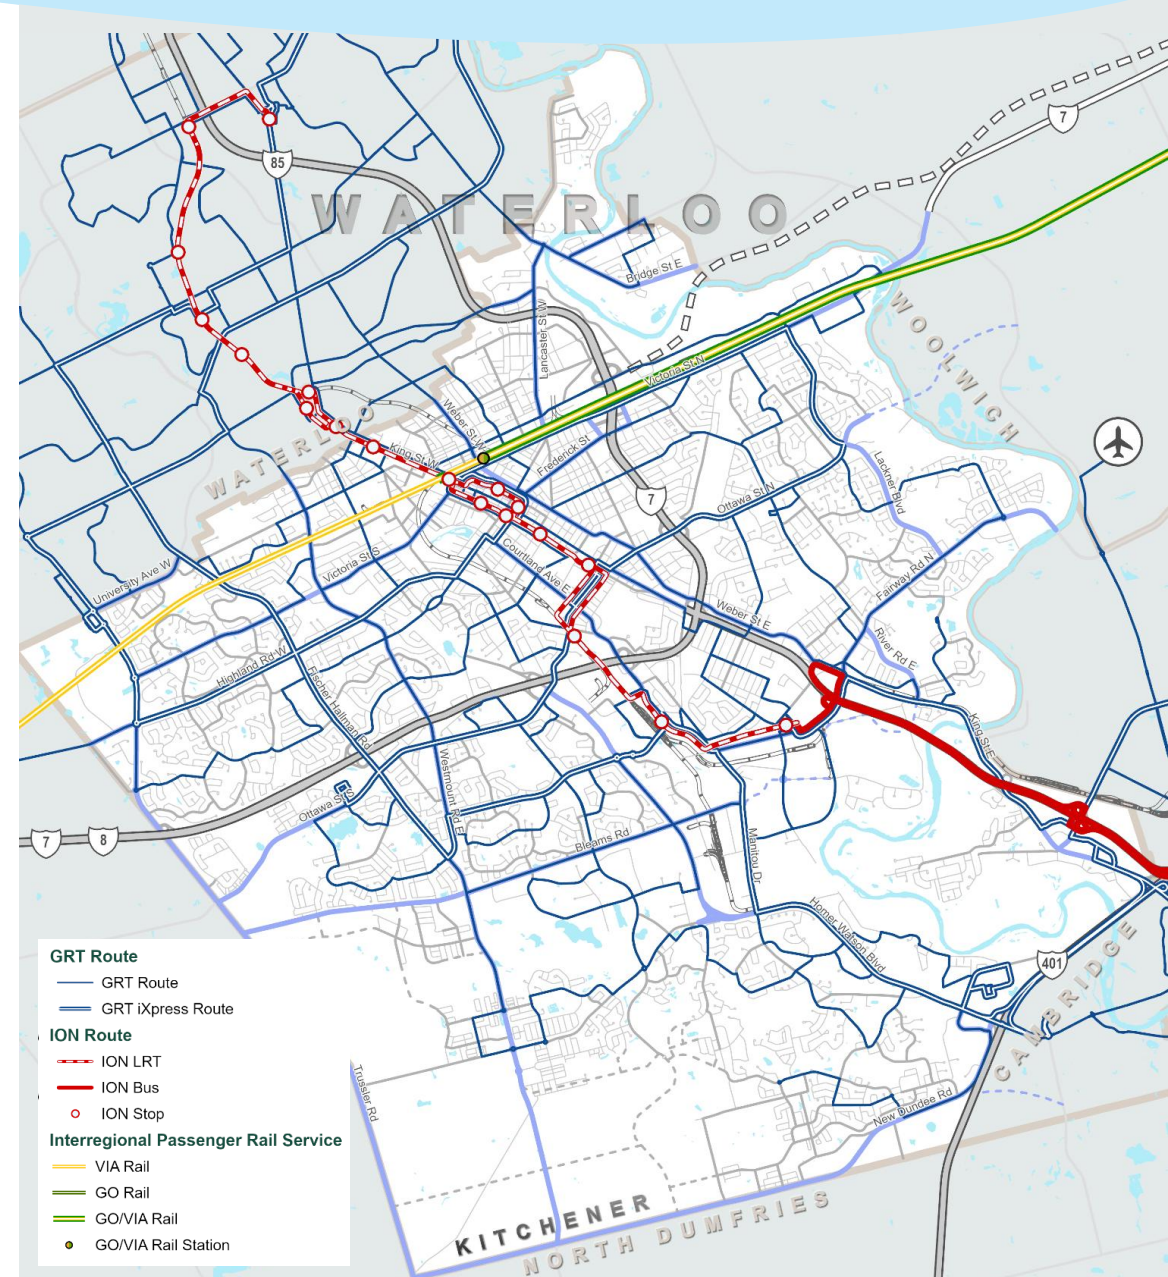 7
85
WATERLOO
Bridge St E
WOOLWICH
Lancaster St W
Victoria St N
WATERLOO
Weber St W
King St W
Frederick St
Lackner Blvd
7
Ottawa St N
University Ave W
Victoria St S
Courtland Ave E
Fairway Rd N
Weber St E
River Rd E
Highland Rd W
Fischer Hallman Rd
King St E
Westmount Rd E
Ottawa St S
7
8
Bleams Rd
Manitou Dr
Homer Watson Blvd
401
CAMBRIDGE
GRT Route
GRT Route
GRT iXpress Route
ION Route
ION LRT
ION Bus
ION Stop
Interregional Passenger Rail Service
VIA Rail
GO Rail
GO/VIA Rail
GO/VIA Rail Station
Trussler Rd
New Dundee Rd
KITCHENER
NORTH DUMFRIES